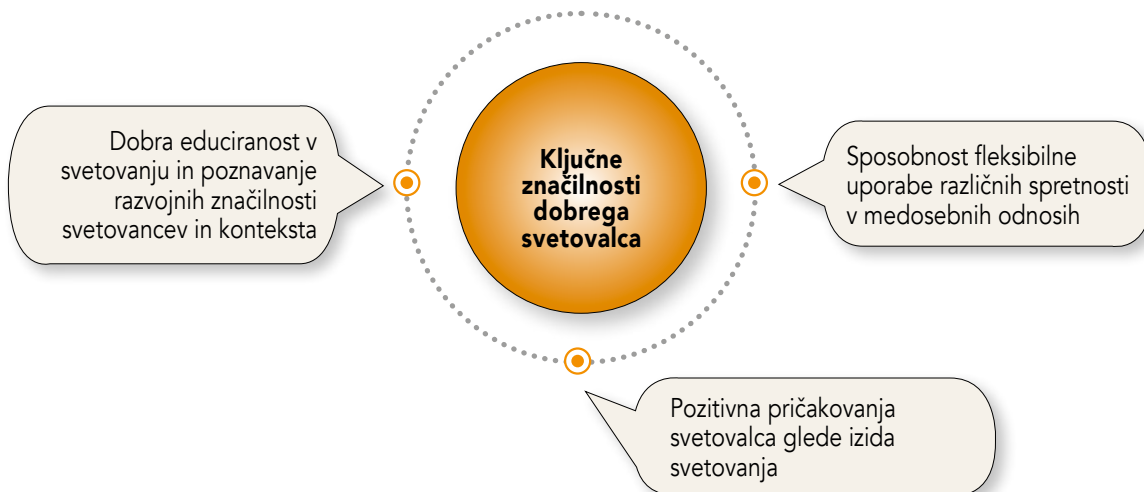 Ključne
značilnosti
dobrega
svetovalca
Dobra educiranost v
svetovanju in poznavanje
razvojnih značilnosti
svetovancev in konteksta
Sposobnost fleksibilne
uporabe različnih spretnosti
v medosebnih odnosih
Pozitivna pričakovanja
svetovalca glede izida
svetovanja